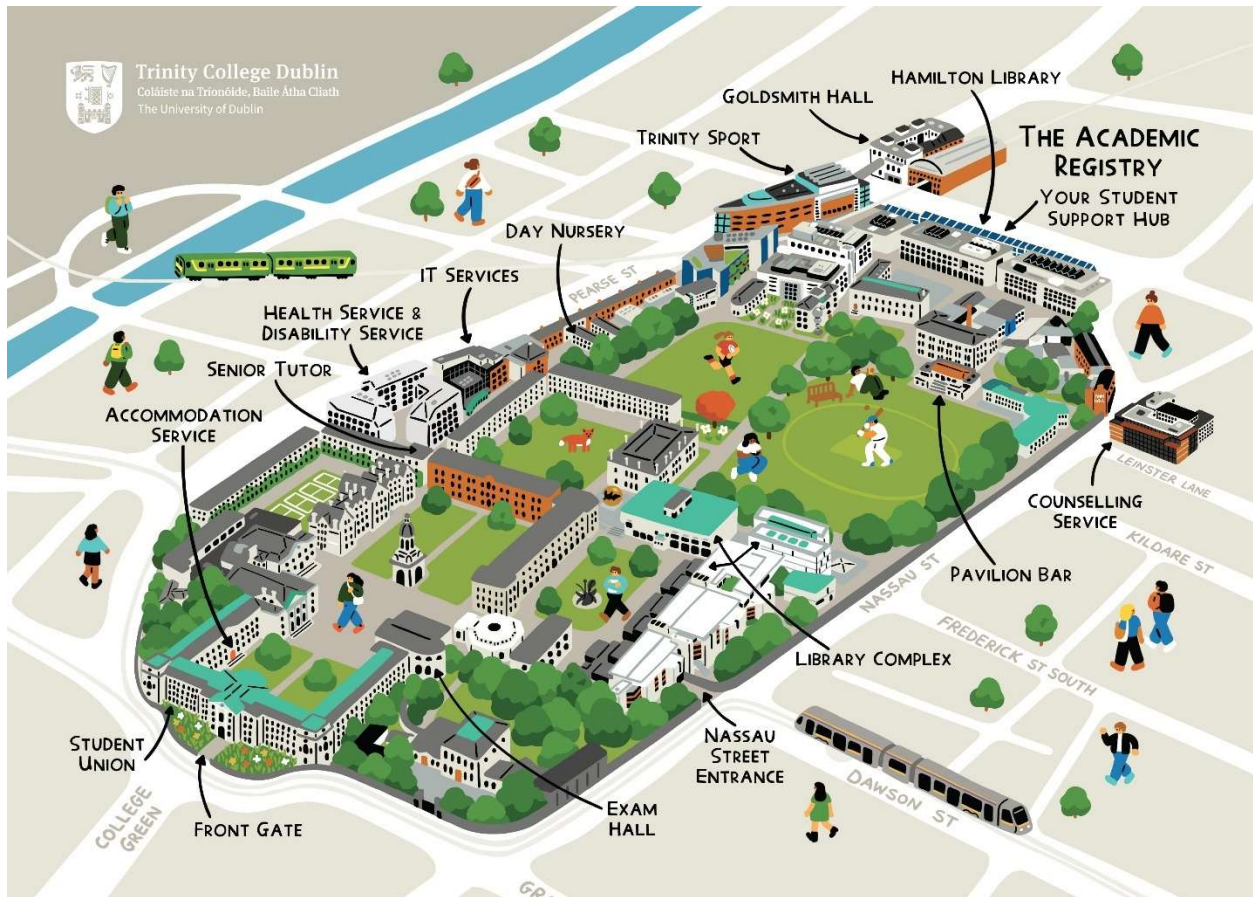 Trinity College Dublin
Coláiste na Tríonóide, Baile Átha Cliath
The University of Dublin
HAMILTON LIBRARY
GOLDSMITH HALL
TRINITY SPORT
THE ACADEMIC
REGISTRY
YOUR STUDENT
SUPPORT HUB
DAY NURSERY
PEARSE ST
IT SERVICES
HEALTH SERVICE &
DISABILITY SERVICE
SENIOR TUTOR
ACCOMMODATION
SERVICE
LEINSTER LANE
COUNSELLING
SERVICE
KILDARE ST
PAVILION BAR
NASSAU ST
FREDERICK ST SOUTH
LIBRARY COMPLEX
NASSAU
STREET
ENTRANCE
DAWSON ST
STUDENT
UNION
EXAM
HALL
FRONT GATE
COLLEGE
GREEN